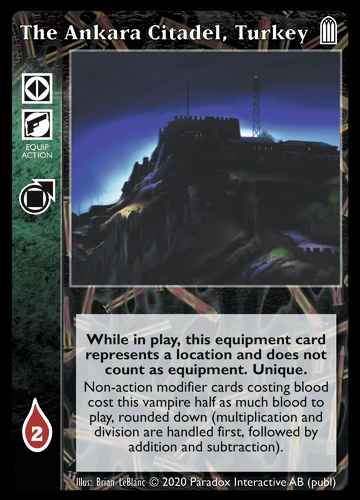 The Ankara Citadel, Turkey
EQUIP
ACTION
While in play, this equipment card
represents a location and does not
count as equipment. Unique.
Non-action modifier cards costing blood
cost this vampire half as much blood to
play, rounded down (multiplication and
division are handled first, followed by
addition and subtraction).
2
Illus: Brian LeBlanc © 2020 Paradox Interactive AB (publ)